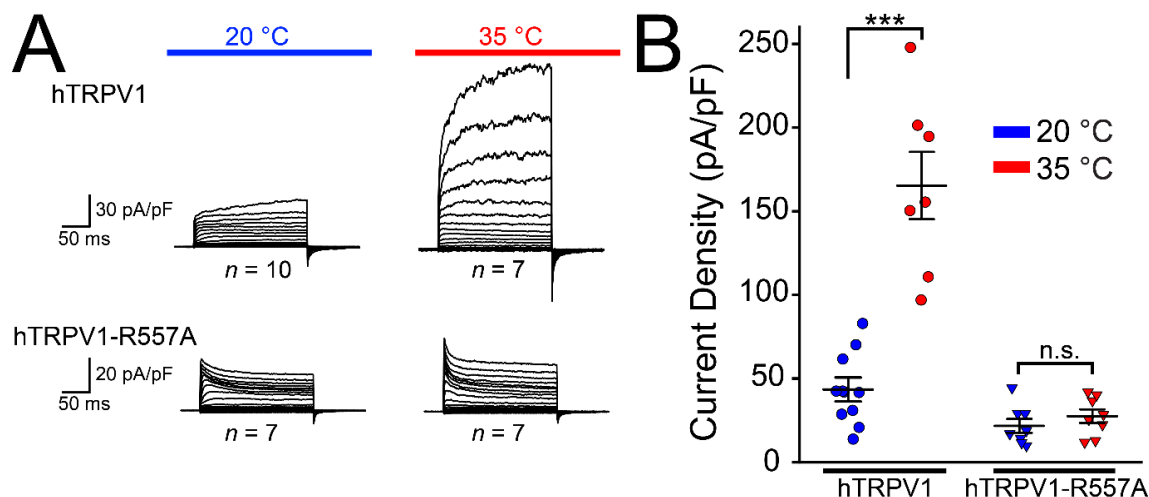 A
20 °C
35 °C
hTRPV1
30 pA/pF
50 ms
n = 10
n = 7
hTRPV1-R557A
20 pA/pF
50 ms
n = 7
n = 7
B
Current Density (pA/pF)
250
200
150
100
50
0
***
20 °C
35 °C
n.s.
hTRPV1
hTRPV1-R557A